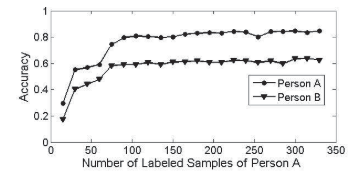 1
0.8
0.6
0.4
0.2
0
Accuracy
Person A
Person B
0 50 100 150 200 250 300 350
Number of Labeled Samples of Person A